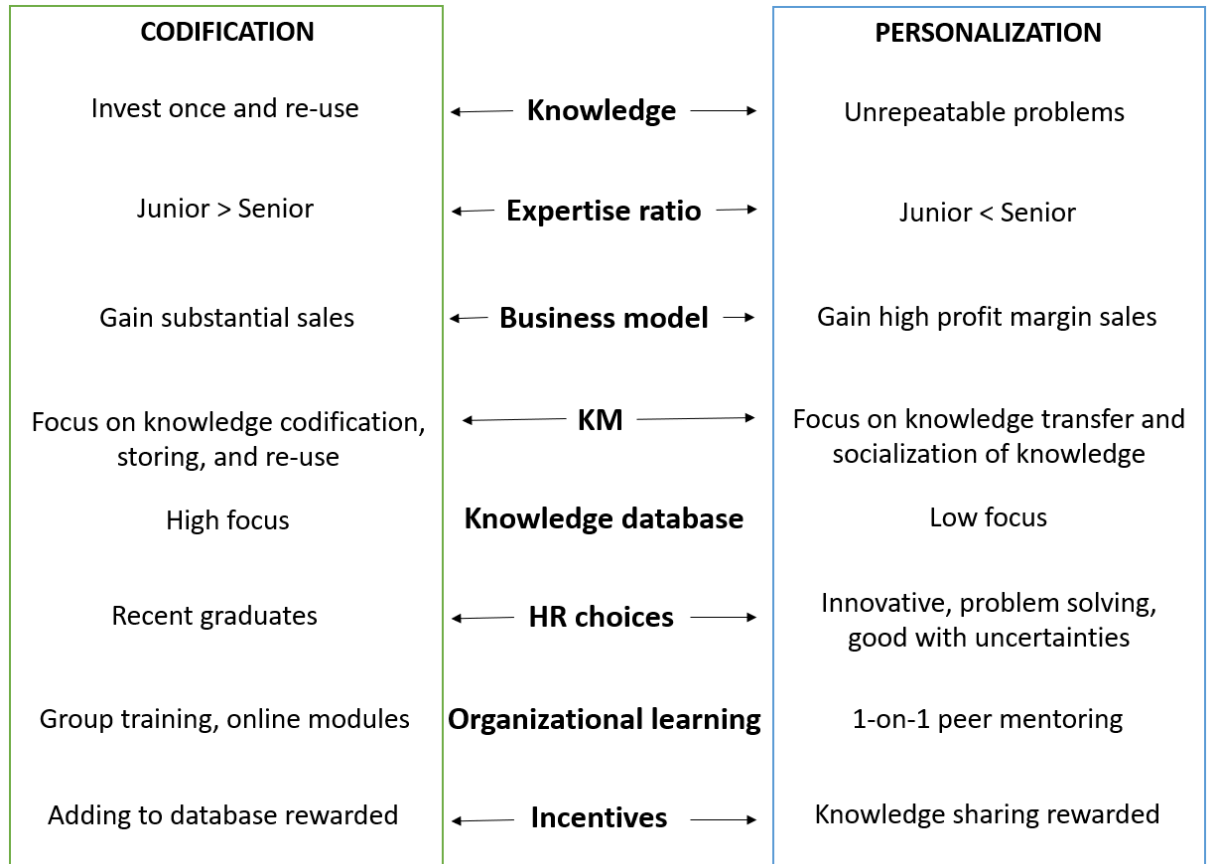 CODIFICATION
PERSONALIZATION
Invest once and re-use
Knowledge
Unrepeatable problems
Junior > Senior
Expertise ratio
Junior < Senior
Gain substantial sales
Business model
Gain high profit margin sales
Focus on knowledge codification,
storing, and re-use
KM
Focus on knowledge transfer and
socialization of knowledge
High focus
Knowledge database
Low focus
Recent graduates
HR choices
Innovative, problem solving,
good with uncertainties
Group training, online modules
Organizational learning
1-on-1 peer mentoring
Adding to database rewarded
Incentives
Knowledge sharing rewarded